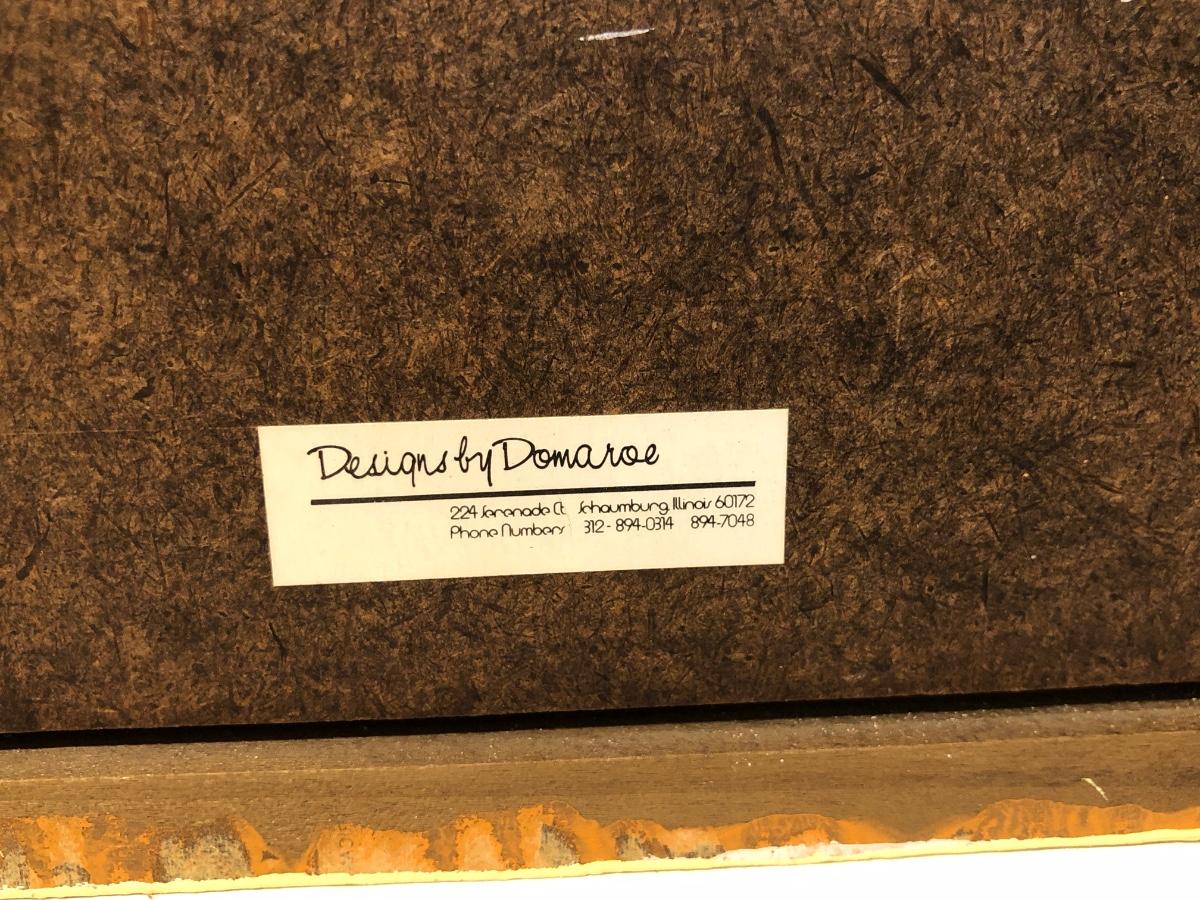 Designs by Domaroe
224 Serenade Ct. Schaumburg, Illinois 60172
Phone Numbers 312-894-0314 894-7048